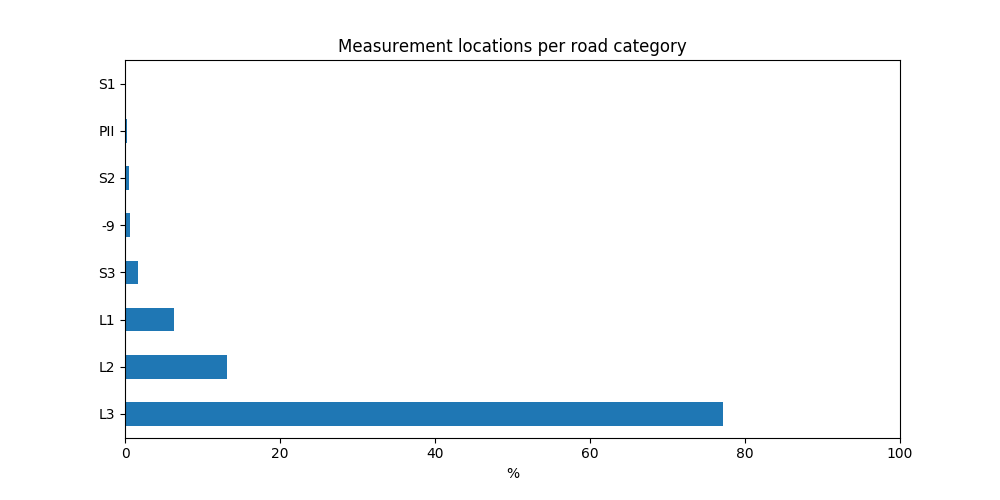 Measurement locations per road category
S1
PII
S2
-9
S3
L1
L2
L3
0 20 40 60 80 100
%